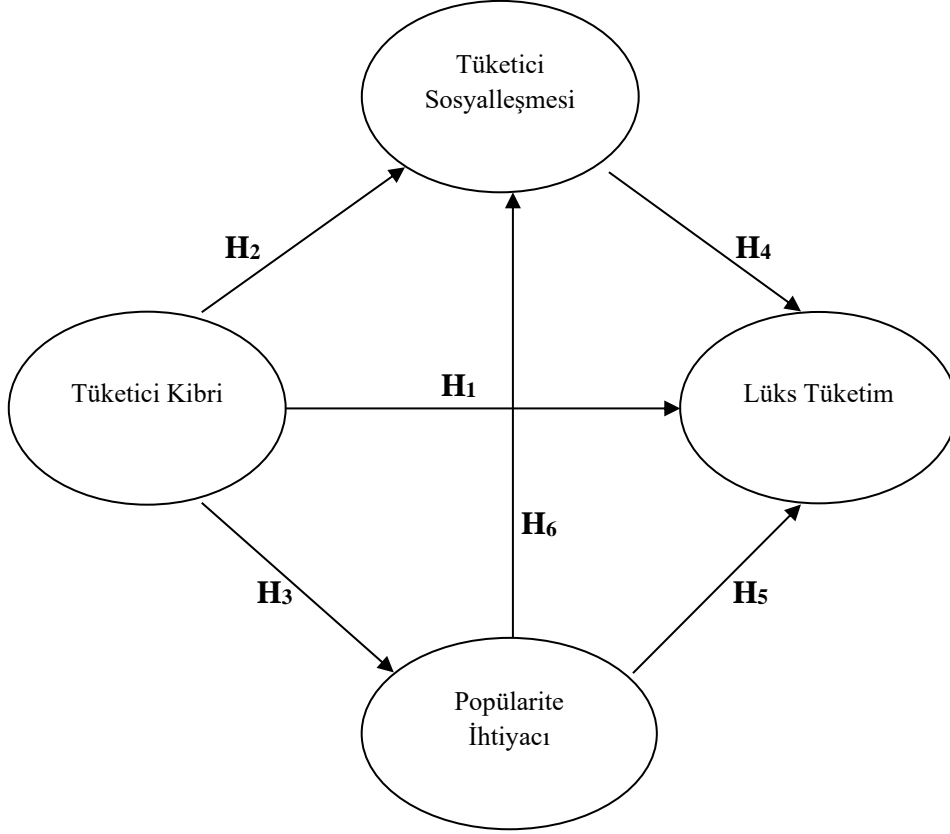 Tüketici
Sosyalleşmesi
H2
H4
Tüketici Kibri
H1
Lüks Tüketim
H6
H3
H5
Popülarite
İhtiyacı